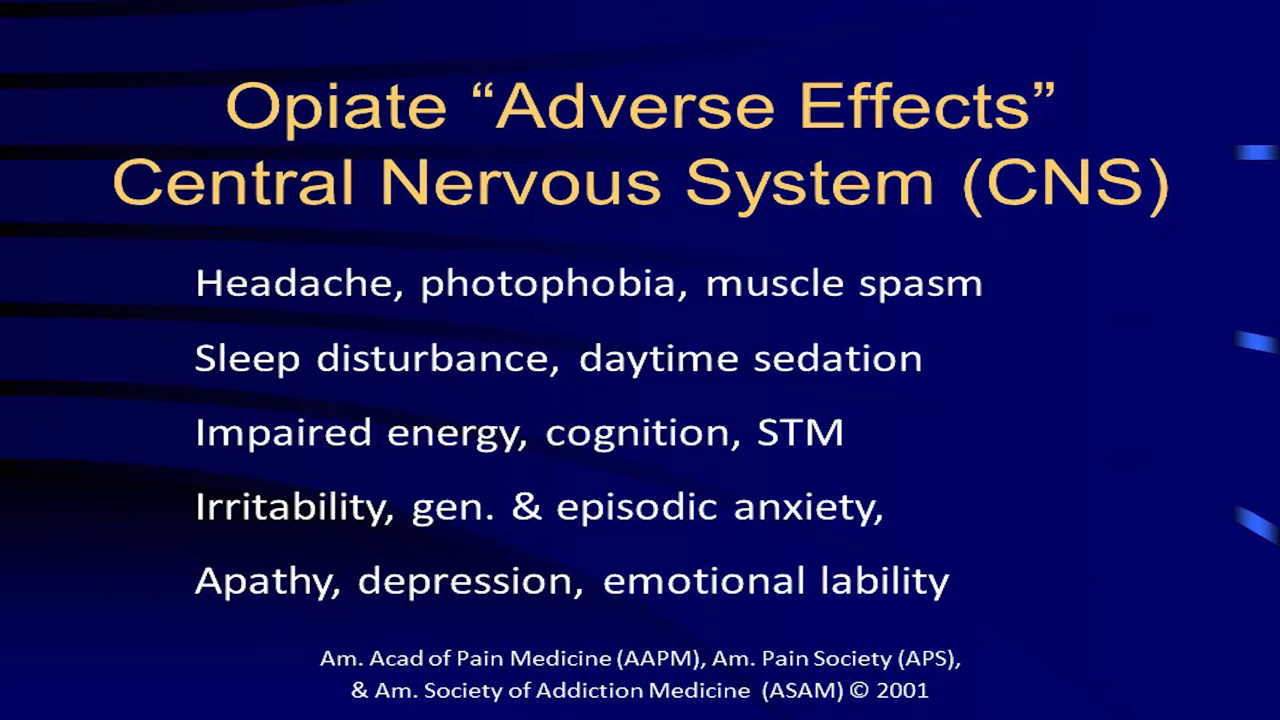 Opiate “Adverse Effects”
Central Nervous System (CNS)
Headache, photophobia, muscle spasm
Sleep disturbance, daytime sedation
Impaired energy, cognition, STM
Irritability, gen. & episodic anxiety,
Apathy, depression, emotional lability
Am. Acad of Pain Medicine (AAPM), Am. Pain Society (APS),
& Am. Society of Addiction Medicine (ASAM) © 2001